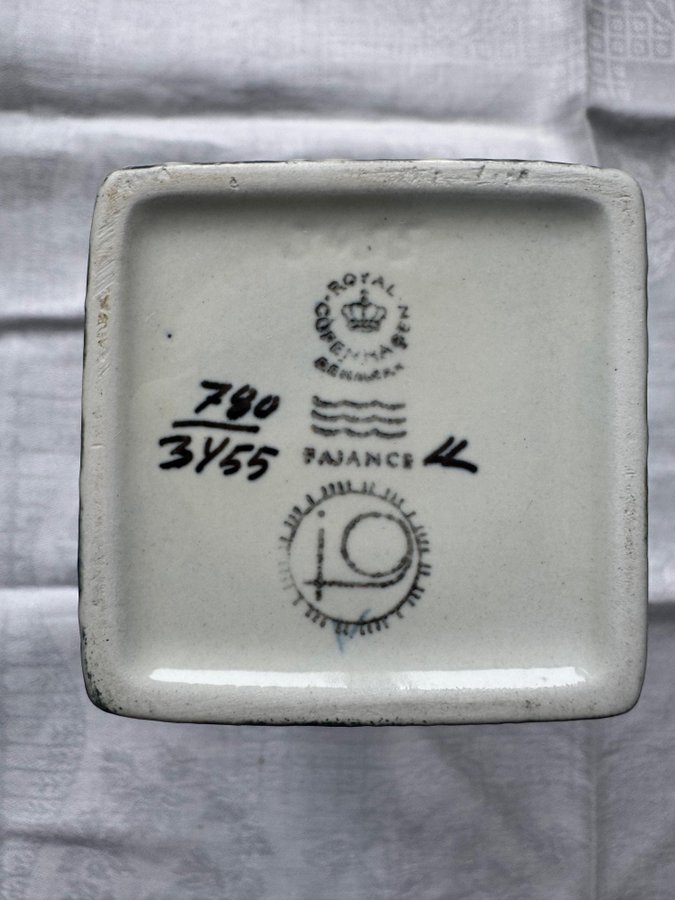 ROYAL COPENHAGEN
DENMARK
780
3455
FAJANCE